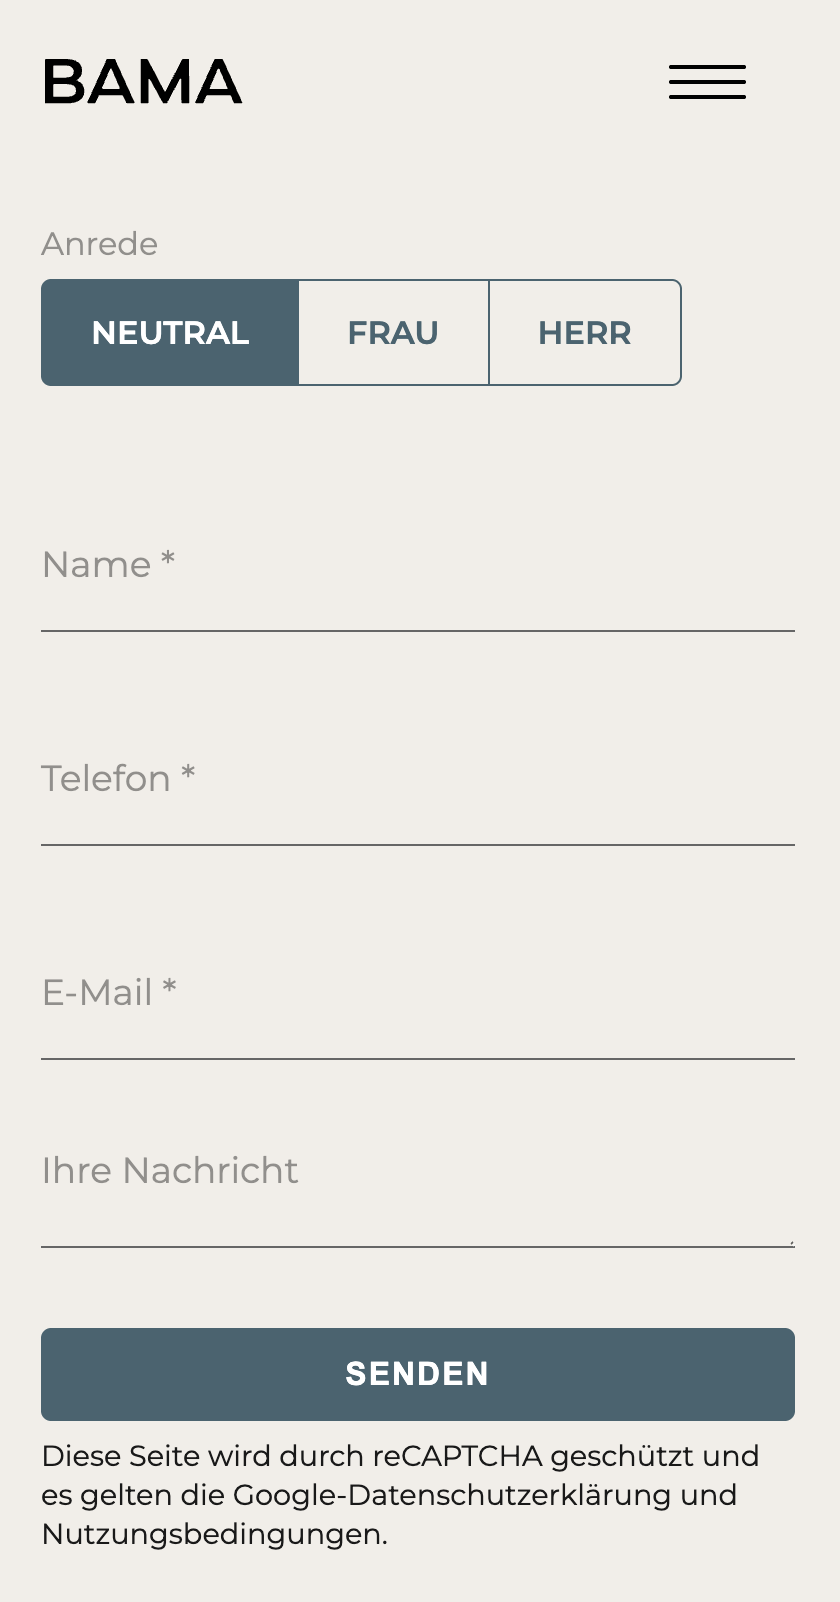 BAMA
Anrede
NEUTRAL FRAU HERR
Name *
Telefon *
E-Mail *
Ihre Nachricht
SENDEN
Diese Seite wird durch reCAPTCHA geschützt und
es gelten die Google-Datenschutzerklärung und
Nutzungsbedingungen.